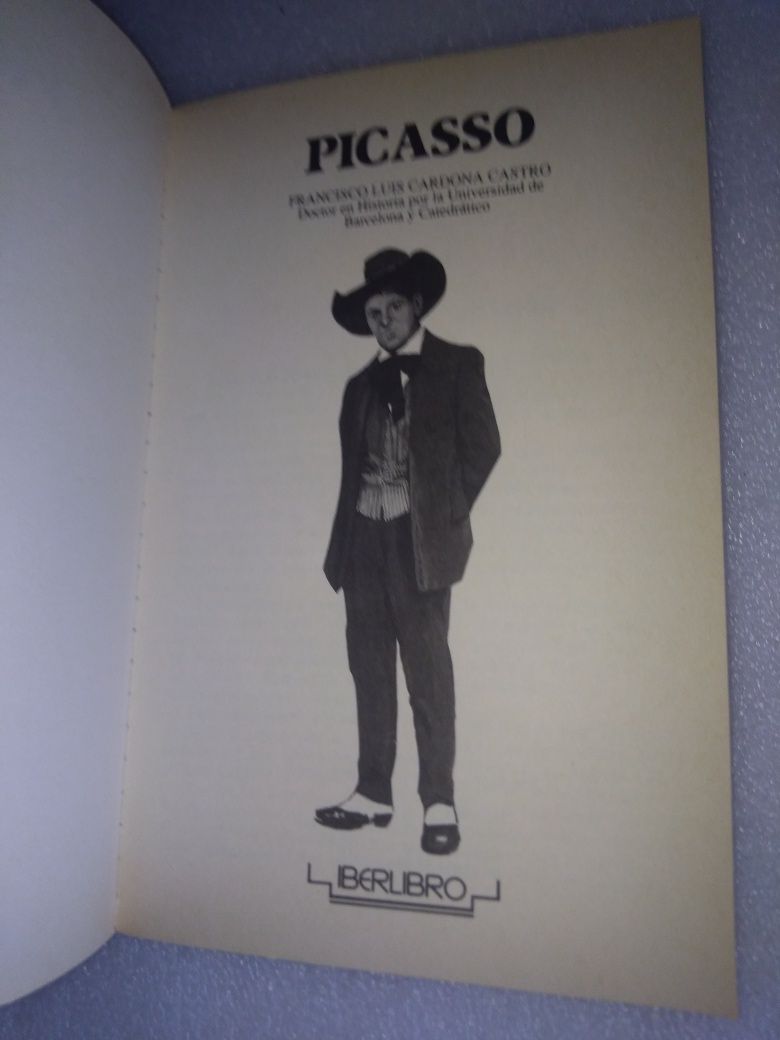 PICASSO
FRANCISCO LUIS CARDONA CASTRO
Doctor en Historia por la Universidad de
Barcelona y Catedrático
IBERLIBRO